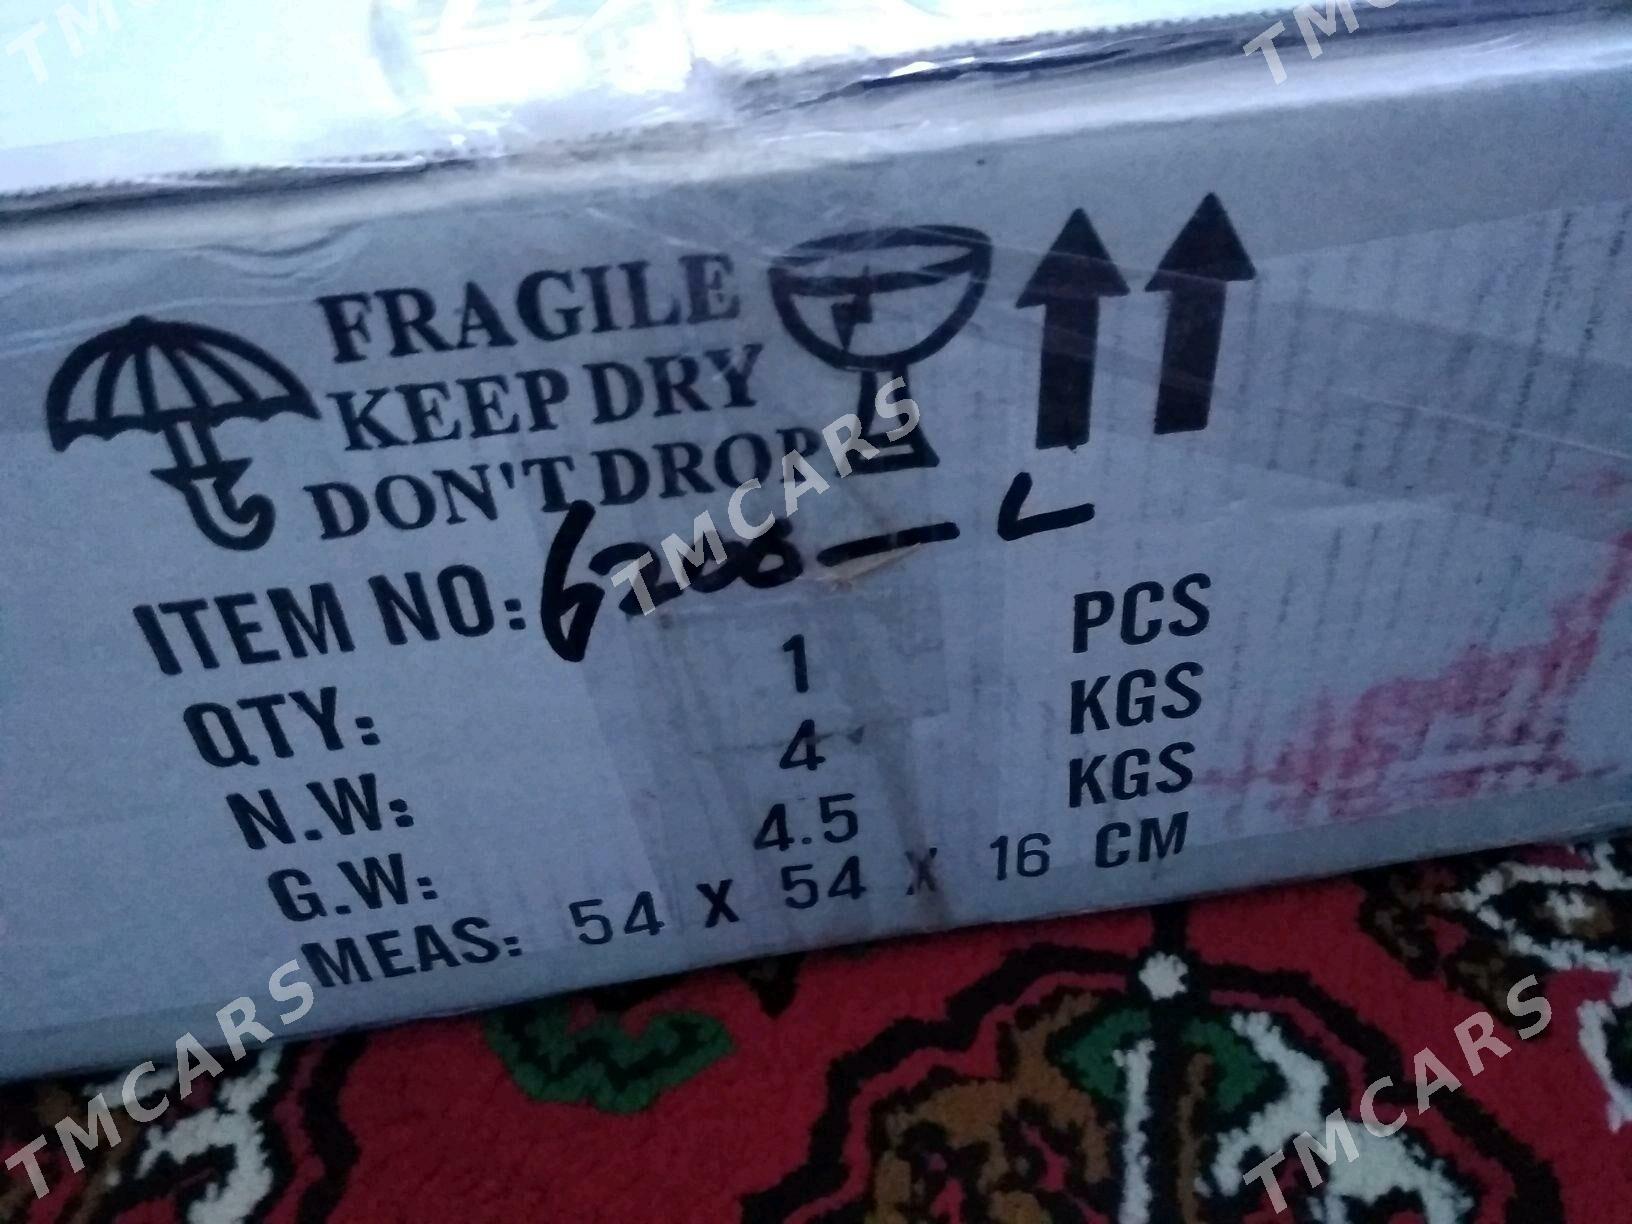 FRAGILE
KEEP DRY
DON'T DROP
ITEM NO: 6208 — L
QTY: 1 PCS
N.W: 4 KGS
G.W: 4.5 KGS
MEAS: 54 X 54 X 16 CM
TMCARS
TMCARS
TMCARS
TMCARS
TMCARS